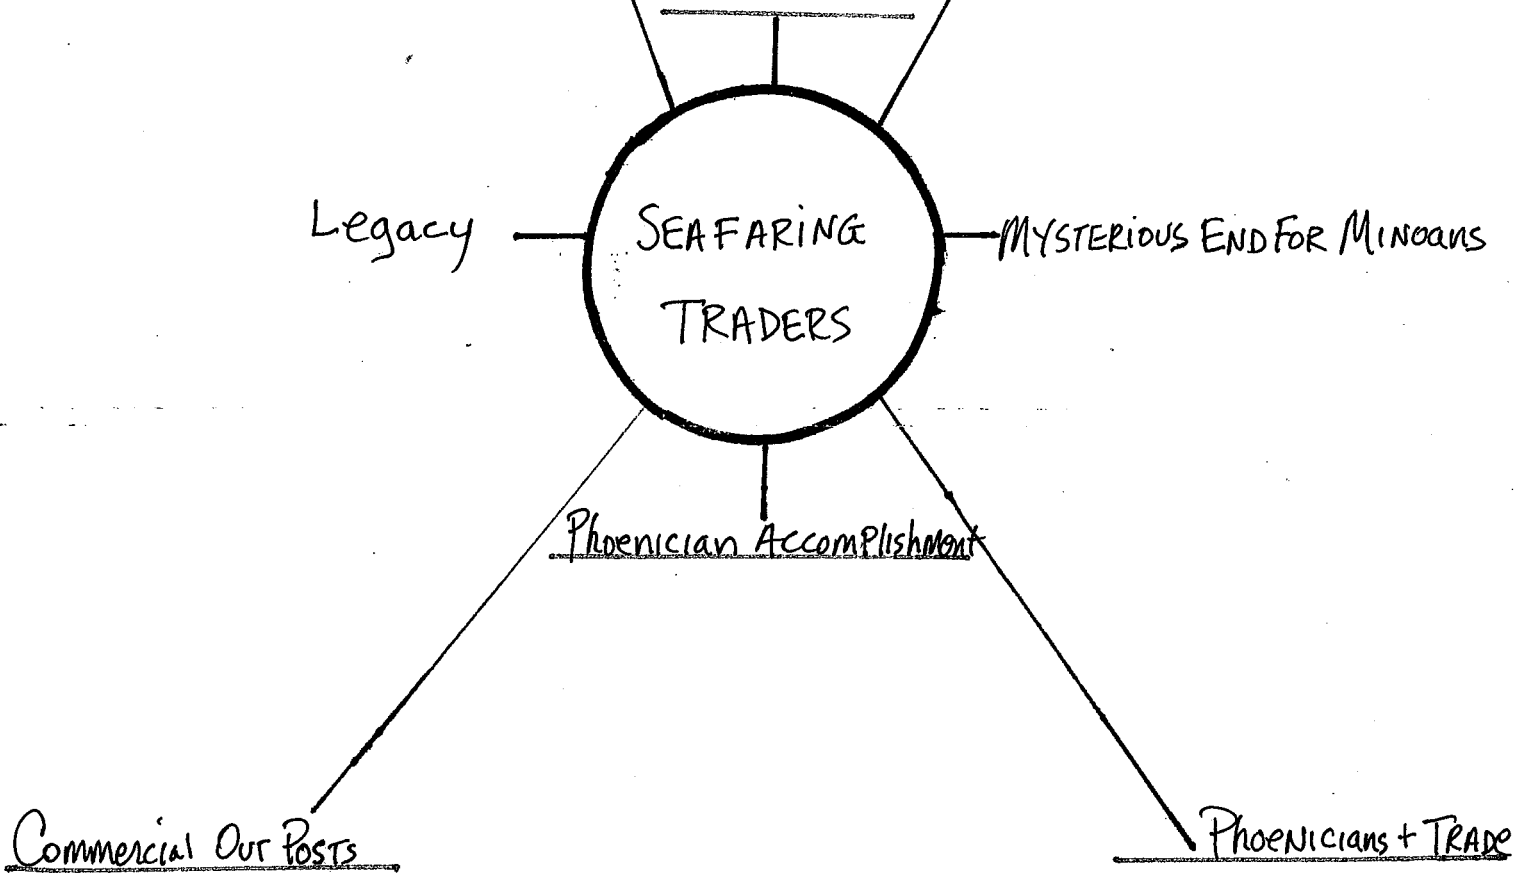 Legacy
SEAFARiNG
TRADERS
MYSTERiOUS END FOR MiNOans
Phoenician Accomplishment
Commercial Out Posts
Phoenicians + Trade